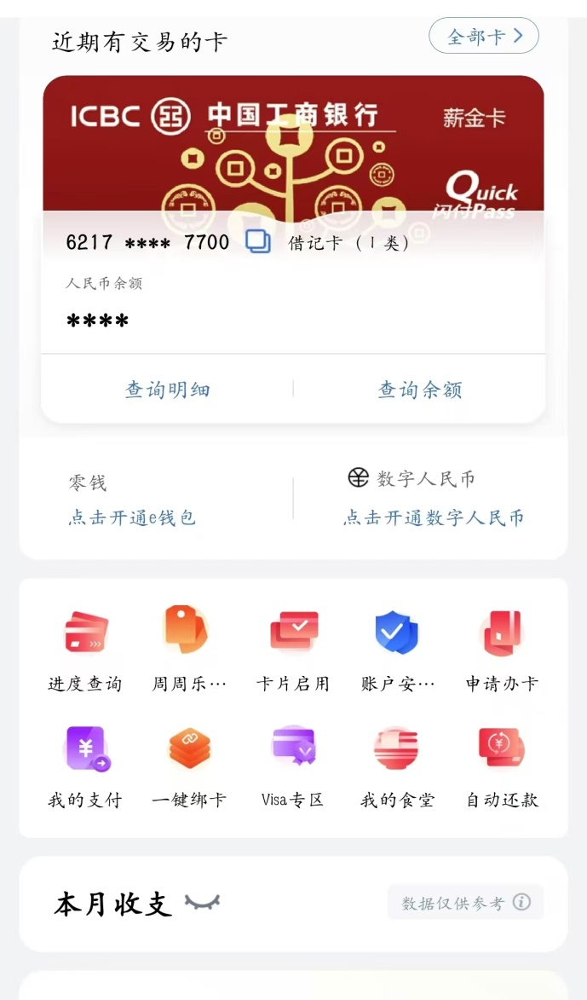 近期有交易的卡 全部卡
ICBC 中国工商银行 薪金卡
Quick
闪付Pass
6217 **** 7700 借记卡（Ⅰ类）
人民币余额
****
查询明细 查询余额
零钱 数字人民币
点击开通e钱包 点击开通数字人民币
进度查询 周周乐… 卡片启用 账户安… 申请办卡
我的支付 一键绑卡 Visa专区 我的食堂 自动还款
本月收支 数据仅供参考